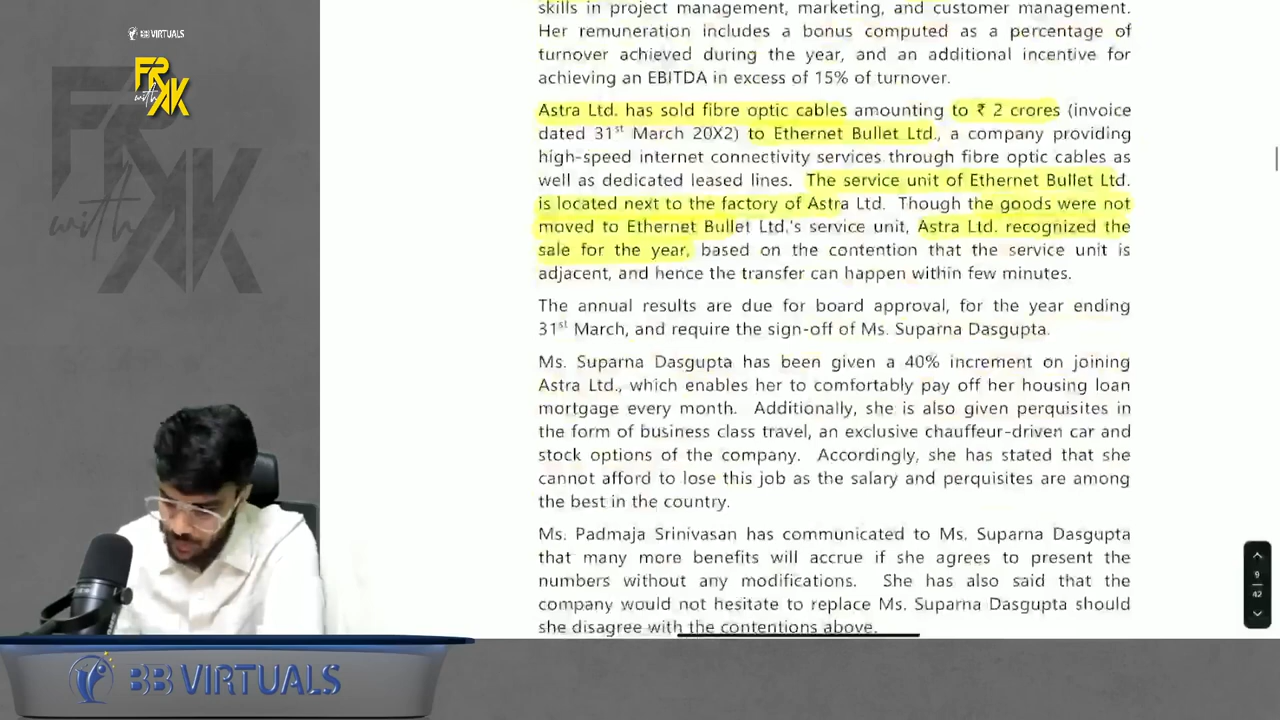 BB VIRTUALS
FR
with
AK
FR
with
AK
skills in project management, marketing, and customer management.
Her remuneration includes a bonus computed as a percentage of
turnover achieved during the year, and an additional incentive for
achieving an EBITDA in excess of 15% of turnover.
Astra Ltd. has sold fibre optic cables amounting to ₹ 2 crores (invoice
dated 31st March 20X2) to Ethernet Bullet Ltd., a company providing
high-speed internet connectivity services through fibre optic cables as
well as dedicated leased lines. The service unit of Ethernet Bullet Ltd.
is located next to the factory of Astra Ltd. Though the goods were not
moved to Ethernet Bullet Ltd.'s service unit, Astra Ltd. recognized the
sale for the year, based on the contention that the service unit is
adjacent, and hence the transfer can happen within few minutes.
The annual results are due for board approval, for the year ending
31st March, and require the sign-off of Ms. Suparna Dasgupta.
Ms. Suparna Dasgupta has been given a 40% increment on joining
Astra Ltd., which enables her to comfortably pay off her housing loan
mortgage every month. Additionally, she is also given perquisites in
the form of business class travel, an exclusive chauffeur-driven car and
stock options of the company. Accordingly, she has stated that she
cannot afford to lose this job as the salary and perquisites are among
the best in the country.
Ms. Padmaja Srinivasan has communicated to Ms. Suparna Dasgupta
that many more benefits will accrue if she agrees to present the
numbers without any modifications. She has also said that the
company would not hesitate to replace Ms. Suparna Dasgupta should
she disagree with the contentions above.
9
42
BB VIRTUALS